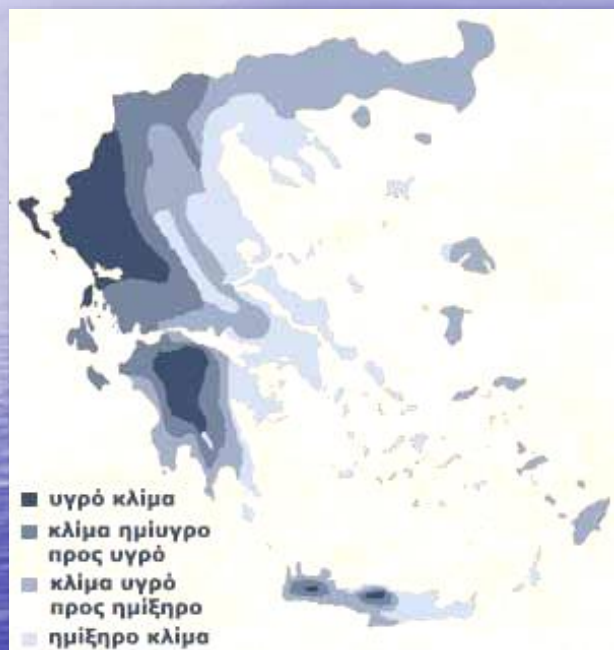 υγρό κλίμα
κλίμα ημίυγρο
προς υγρό
κλίμα υγρό
προς ημίξηρο
ημίξηρο κλίμα